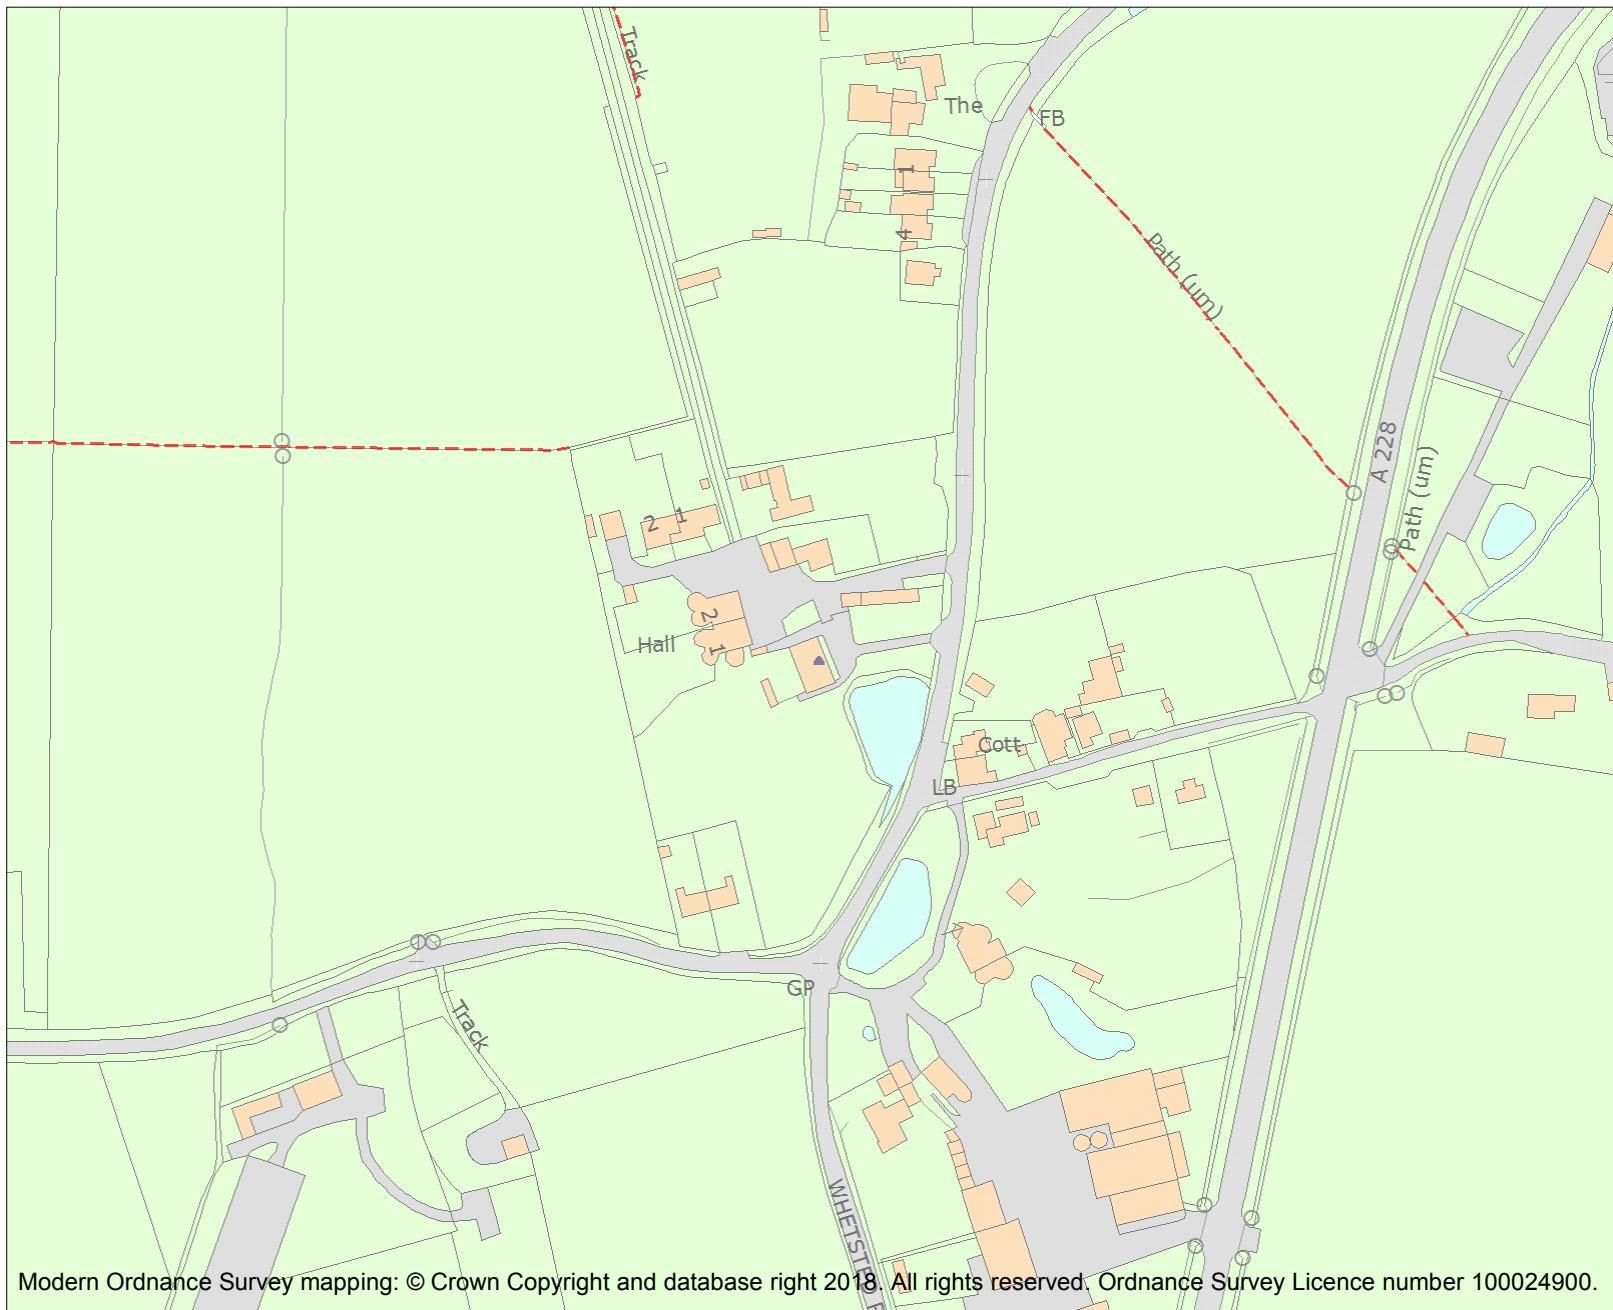 Track
The
FB
1
4
Path (um)
A 228
Path (um)
2 1
2
Hall
1
Cott
LB
GP
Track
WHETSTED R
Modern Ordnance Survey mapping: © Crown Copyright and database right 2018. All rights reserved. Ordnance Survey Licence number 100024900.